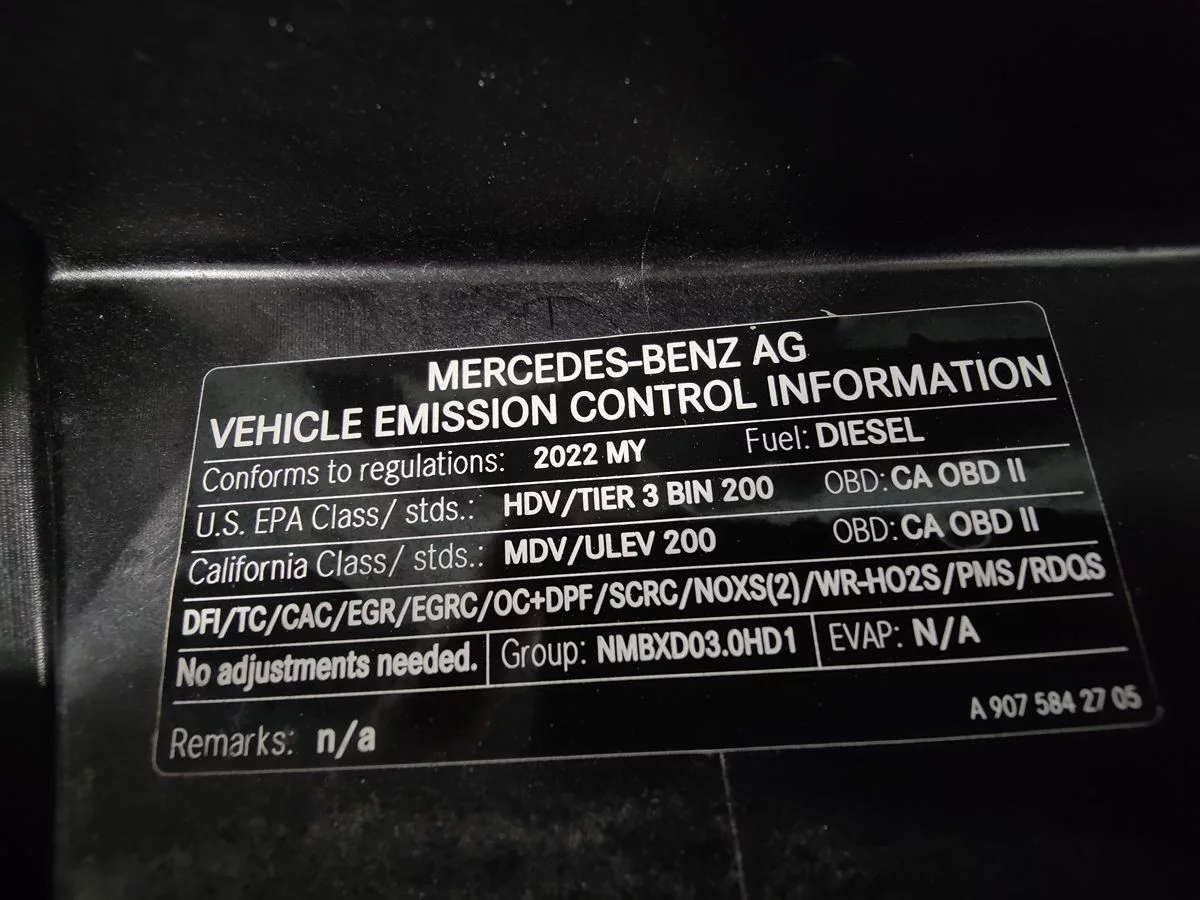 MERCEDES-BENZ AG
VEHICLE EMISSION CONTROL INFORMATION
Conforms to regulations: 2022 MY Fuel: DIESEL
U.S. EPA Class/ stds.: HDV/TIER 3 BIN 200 OBD: CA OBD II
California Class/ stds.: MDV/ULEV 200 OBD: CA OBD II
DFI/TC/CAC/EGR/EGRC/OC+DPF/SCRC/NOXS(2)/WR-HO2S/PMS/RDQS
No adjustments needed. Group: NMBXD03.0HD1 EVAP: N/A
A 907 584 27 05
Remarks: n/a